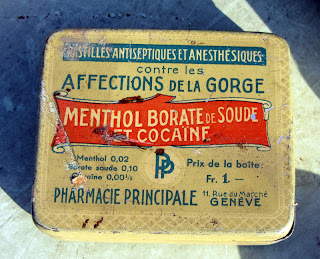 PASTILLES ANTISEPTIQUES ET ANESTHÉSIQUES
contre les
AFFECTIONS DE LA GORGE
MENTHOL BORATE DE SOUDE
ET COCAÏNE
Menthol 0,02
Borate soude 0,10
Cocaïne 0,00½
PP
Prix de la boîte:
Fr. 1.—
PHARMACIE PRINCIPALE
11, Rue du Marché
GENÈVE